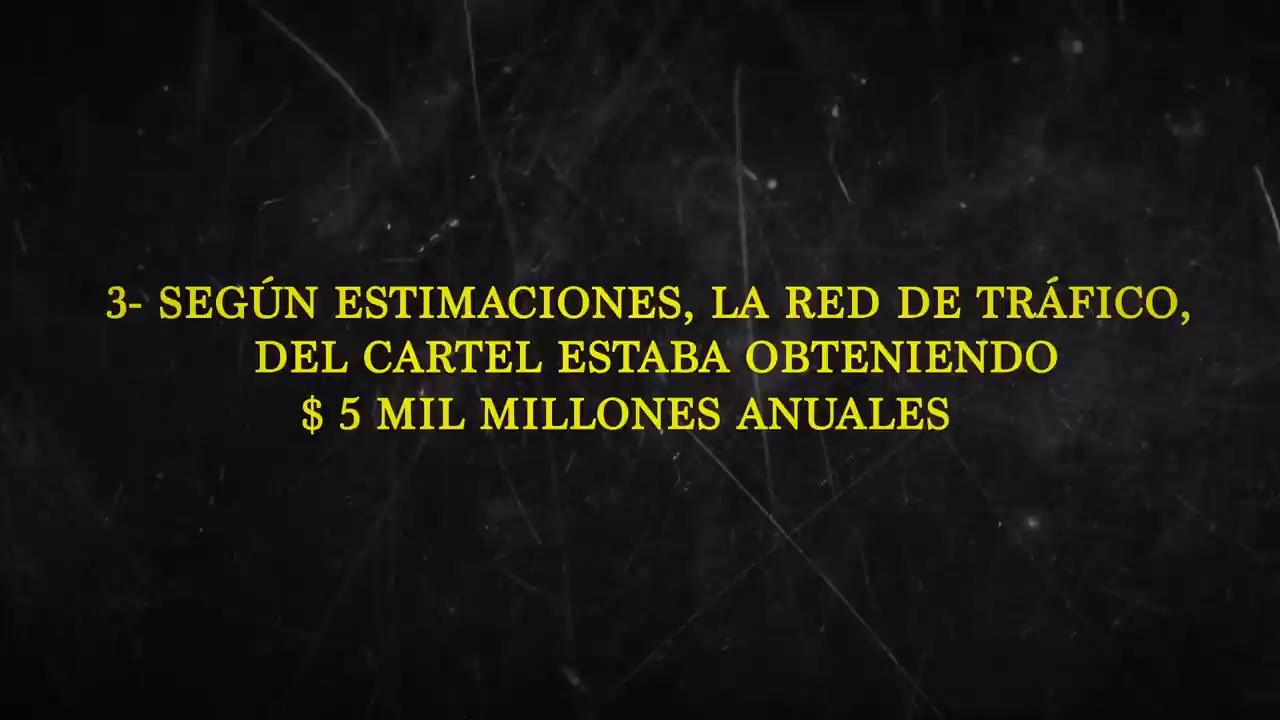 3- SEGÚN ESTIMACIONES, LA RED DE TRÁFICO,
DEL CARTEL ESTABA OBTENIENDO
$ 5 MIL MILLONES ANUALES